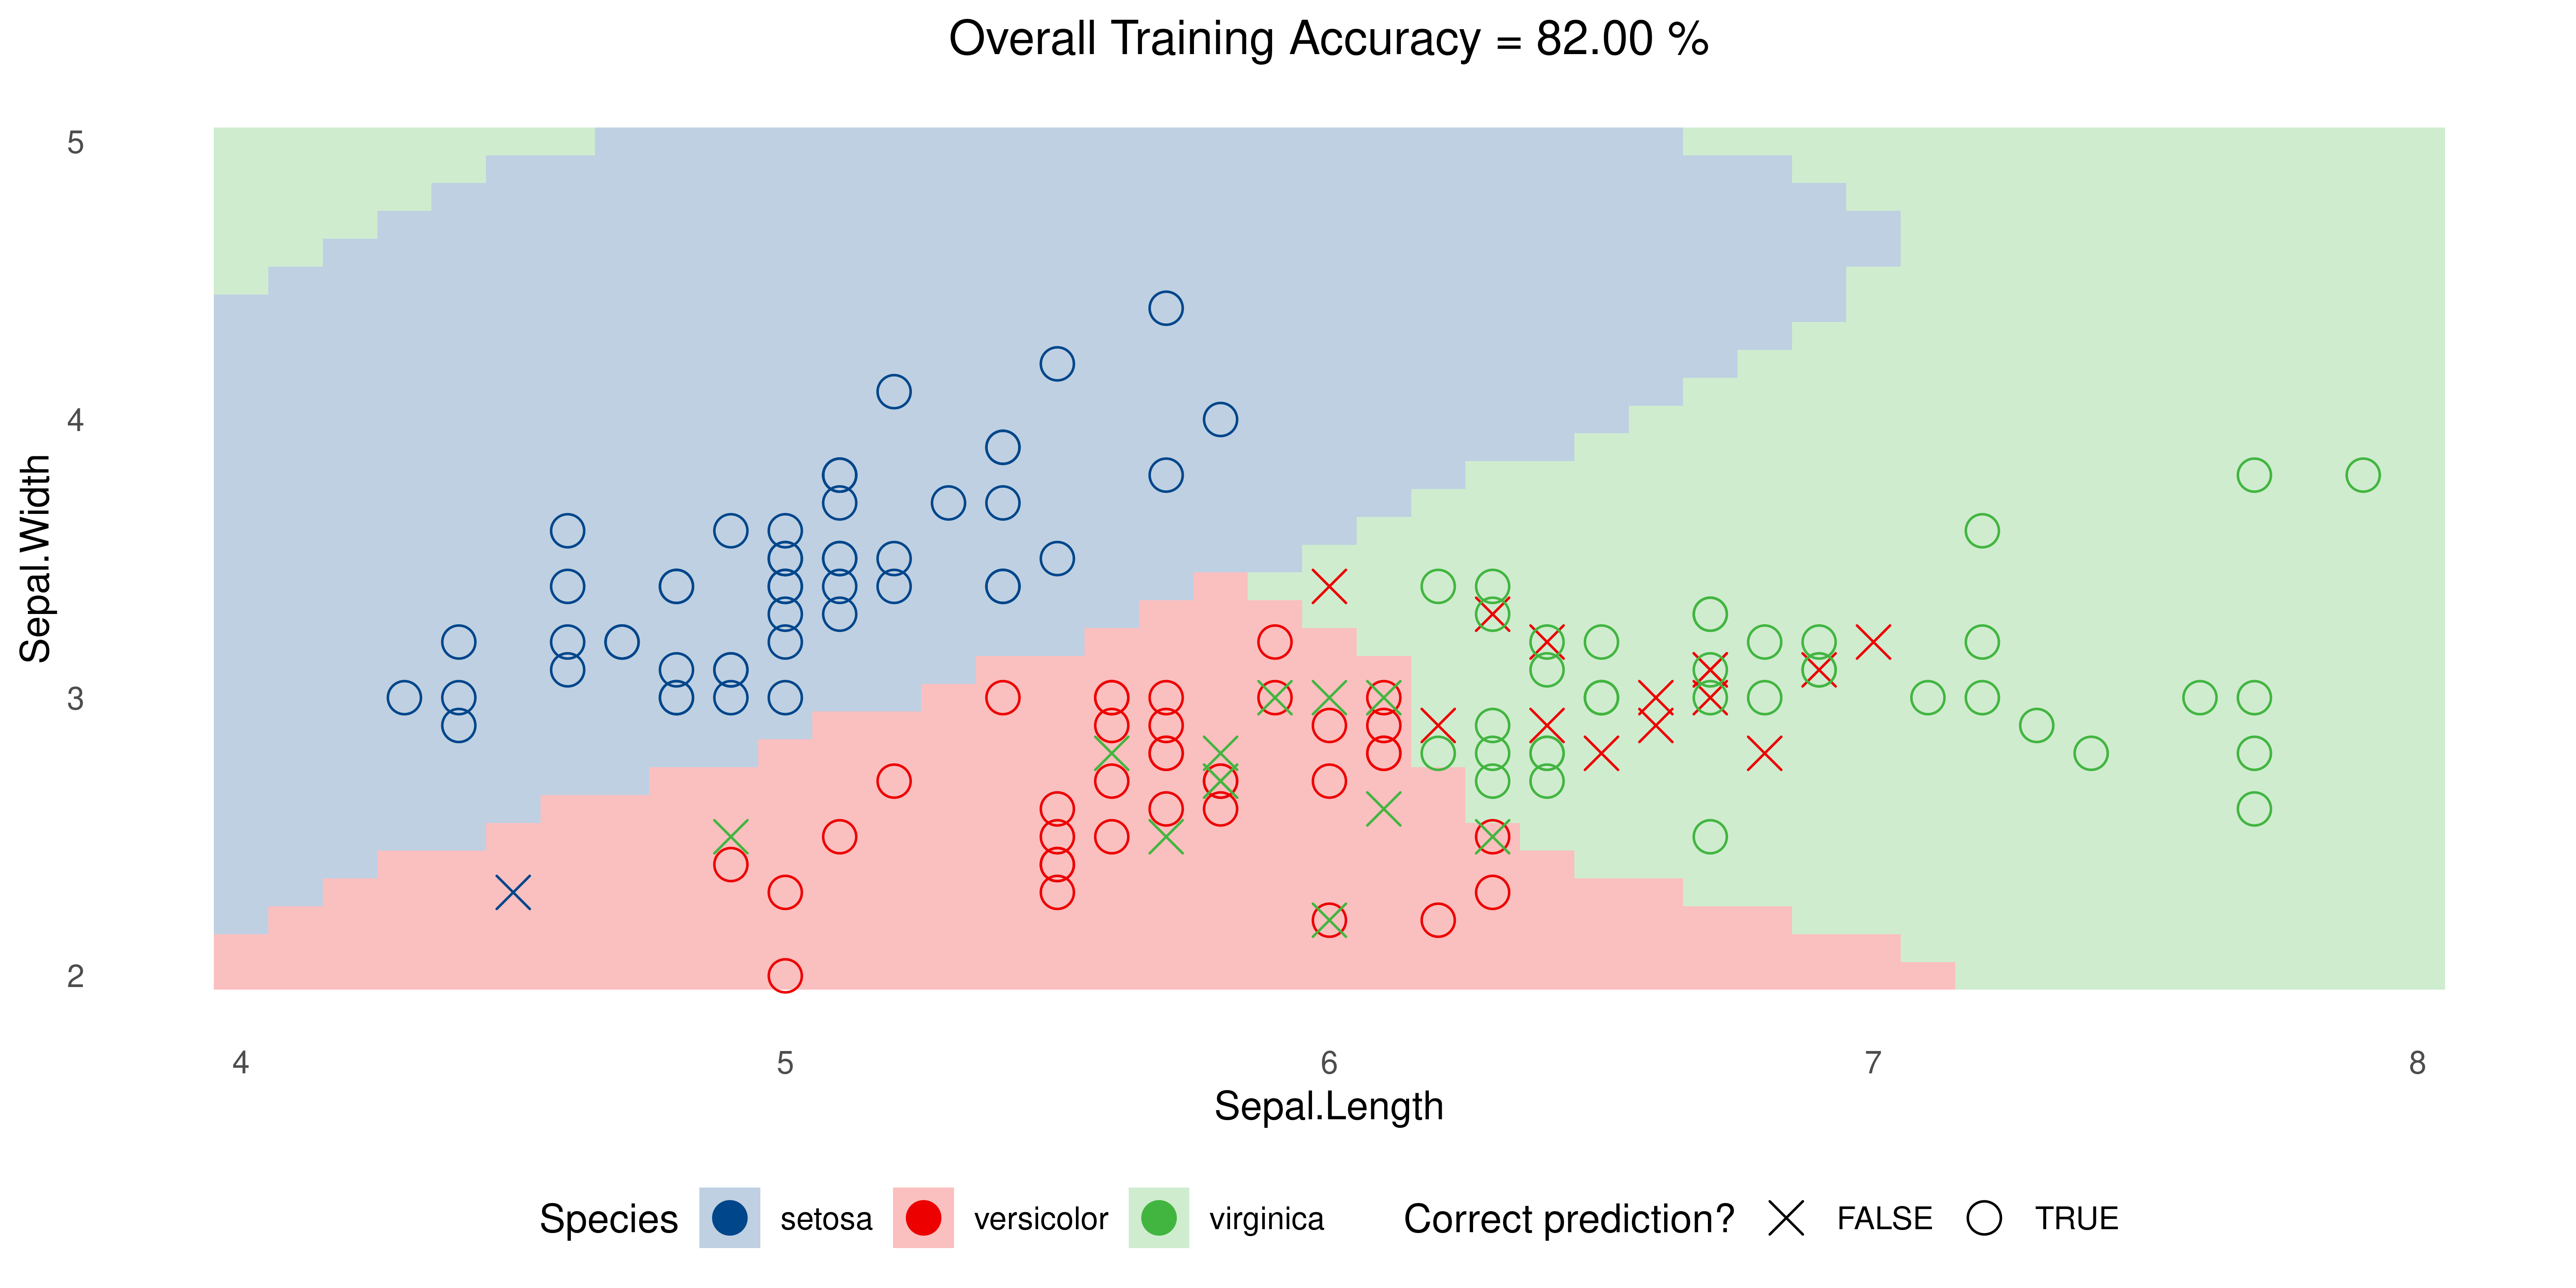 Overall Training Accuracy = 82.00 %
5
4
3
2
Sepal.Width
4 5 6 7 8
Sepal.Length
Species setosa versicolor virginica Correct prediction? FALSE TRUE